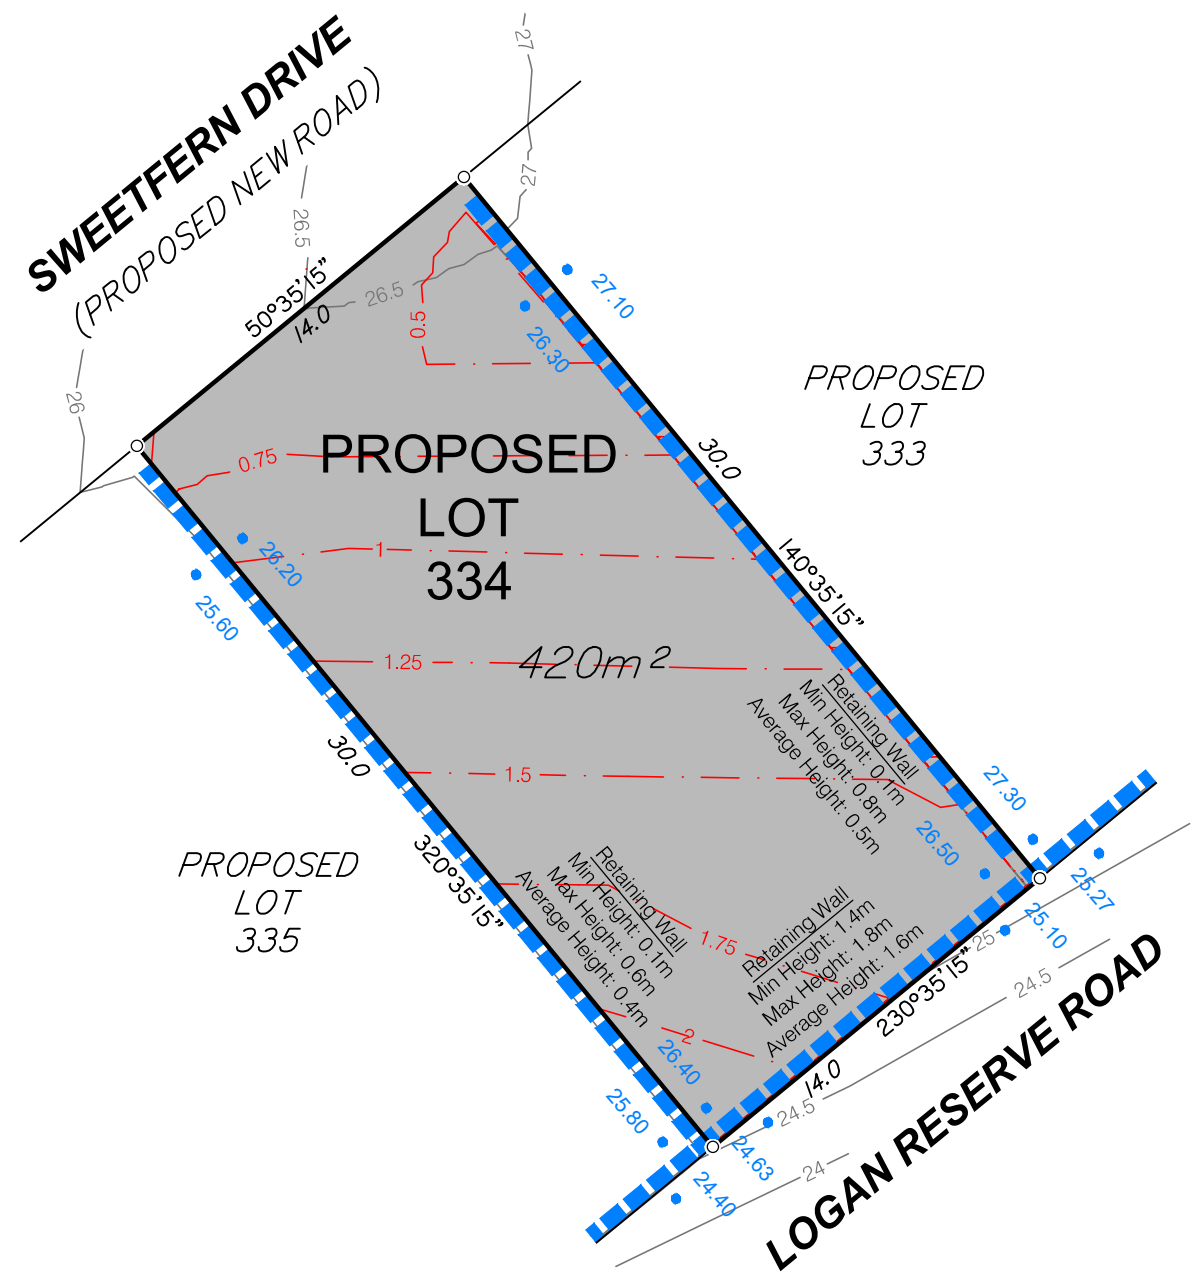 SWEETFERN DRIVE
(PROPOSED NEW ROAD)
27
27
26.5
26.5
26
50°35'15"
14.0
0.5
27.10
26.30
PROPOSED
LOT
333
30.0
0.75
PROPOSED
LOT
334
1
26.20
25.60
140°35'15"
1.25
420m²
Retaining Wall
Min Height: 0.1m
Max Height: 0.8m
Average Height: 0.5m
30.0
1.5
27.30
26.50
320°35'15"
PROPOSED
LOT
335
Retaining Wall
Min Height: 0.1m
Max Height: 0.6m
Average Height: 0.4m
1.75
Retaining Wall
Min Height: 1.4m
Max Height: 1.8m
Average Height: 1.6m
25.27
25.10
25
230°35'15"
24.5
2
26.40
25.80
14.0
24.5
24.63
24.40
24
LOGAN RESERVE ROAD